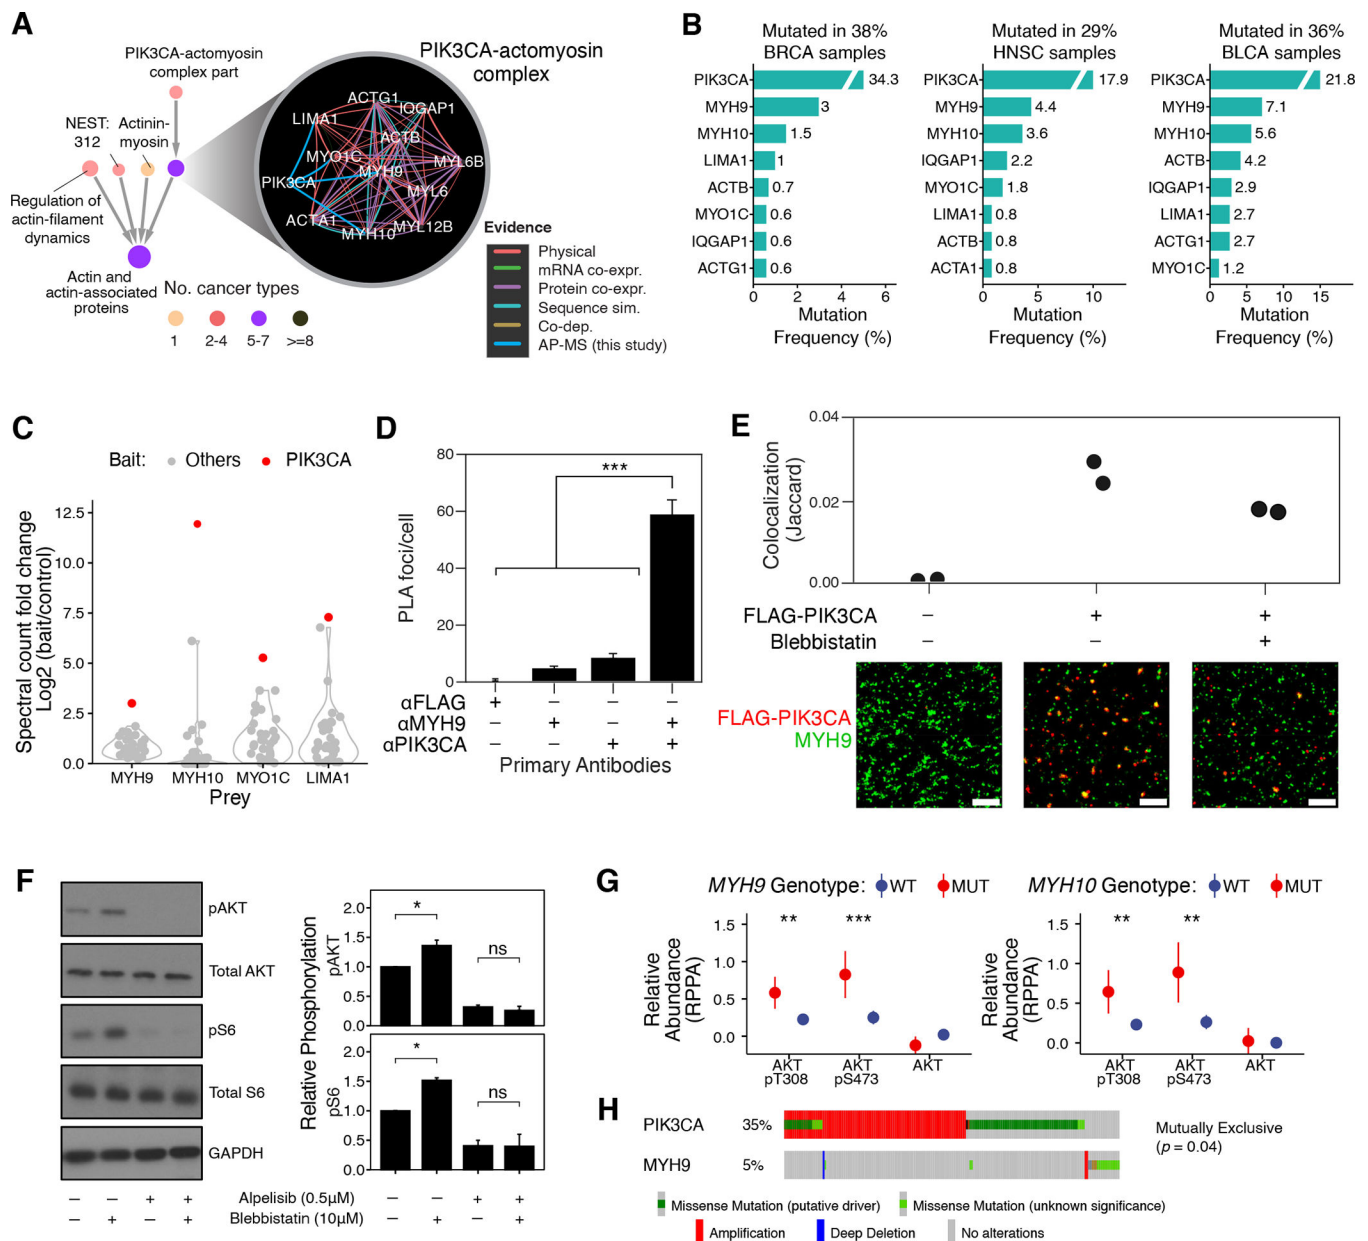 A
PIK3CA-actomyosin
complex part
NEST:
312
Actinin-
myosin
Regulation of
actin-filament
dynamics
Actin and
actin-associated
proteins
No. cancer types
1 2-4 5-7 >=8
PIK3CA-actomyosin
complex
ACTG1
IQGAP1
LIMA1
ACTB
MYO1C
MYL6B
MYH9
PIK3CA
MYL6
ACTA1
MYL12B
MYH10
Evidence
Physical
mRNA co-expr.
Protein co-expr.
Sequence sim.
Co-dep.
AP-MS (this study)
B
Mutated in 38%
BRCA samples
PIK3CA 34.3
MYH9 3
MYH10 1.5
LIMA1 1
ACTB 0.7
MYO1C 0.6
IQGAP1 0.6
ACTG1 0.6
0 2 4 6
Mutation
Frequency (%)
Mutated in 29%
HNSC samples
PIK3CA 17.9
MYH9 4.4
MYH10 3.6
IQGAP1 2.2
MYO1C 1.8
LIMA1 0.8
ACTB 0.8
ACTA1 0.8
0 5 10
Mutation
Frequency (%)
Mutated in 36%
BLCA samples
PIK3CA 21.8
MYH9 7.1
MYH10 5.6
ACTB 4.2
IQGAP1 2.9
LIMA1 2.7
ACTG1 2.7
MYO1C 1.2
0 5 10 15
Mutation
Frequency (%)
C
Bait: Others PIK3CA
Spectral count fold change
Log2 (bait/control)
12.5
10.0
7.5
5.0
2.5
0.0
MYH9 MYH10 MYO1C LIMA1
Prey
D
PLA foci/cell
80
60
40
20
0
***
αFLAG + − − −
αMYH9 − + − +
αPIK3CA − − + +
Primary Antibodies
E
Colocalization
(Jaccard)
0.04
0.02
0.00
FLAG-PIK3CA − + +
Blebbistatin − − +
FLAG-PIK3CA
MYH9
F
pAKT
Total AKT
pS6
Total S6
GAPDH
Relative Phosphorylation
pAKT
2.0
1.5
1.0
0.5
0.0
*
ns
pS6
2.0
1.5
1.0
0.5
0.0
*
ns
− − + + Alpelisib (0.5µM) − − + +
− + − + Blebbistatin (10µM) − + − +
G
MYH9 Genotype: WT MUT
Relative
Abundance
(RPPA)
1.5
1.0
0.5
0.0
** ***
AKT
pT308
AKT
pS473
AKT
MYH10 Genotype: WT MUT
Relative
Abundance
(RPPA)
1.5
1.0
0.5
0.0
** **
AKT
pT308
AKT
pS473
AKT
H
PIK3CA 35%
MYH9 5%
Mutually Exclusive
(p = 0.04)
Missense Mutation (putative driver) Missense Mutation (unknown significance)
Amplification Deep Deletion No alterations